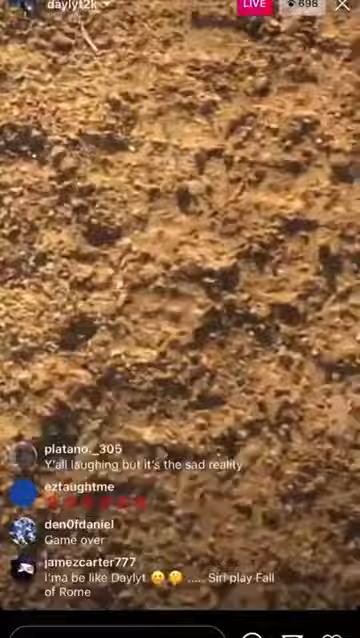 daylyt2k
LIVE
698
platano._305
Y'all laughing but it's the sad reality
eztaughtme
den0fdaniel
Game over
jamezcarter777
I'ma be like Daylyt 🥲🫠 ..... Siri play Fall
of Rome